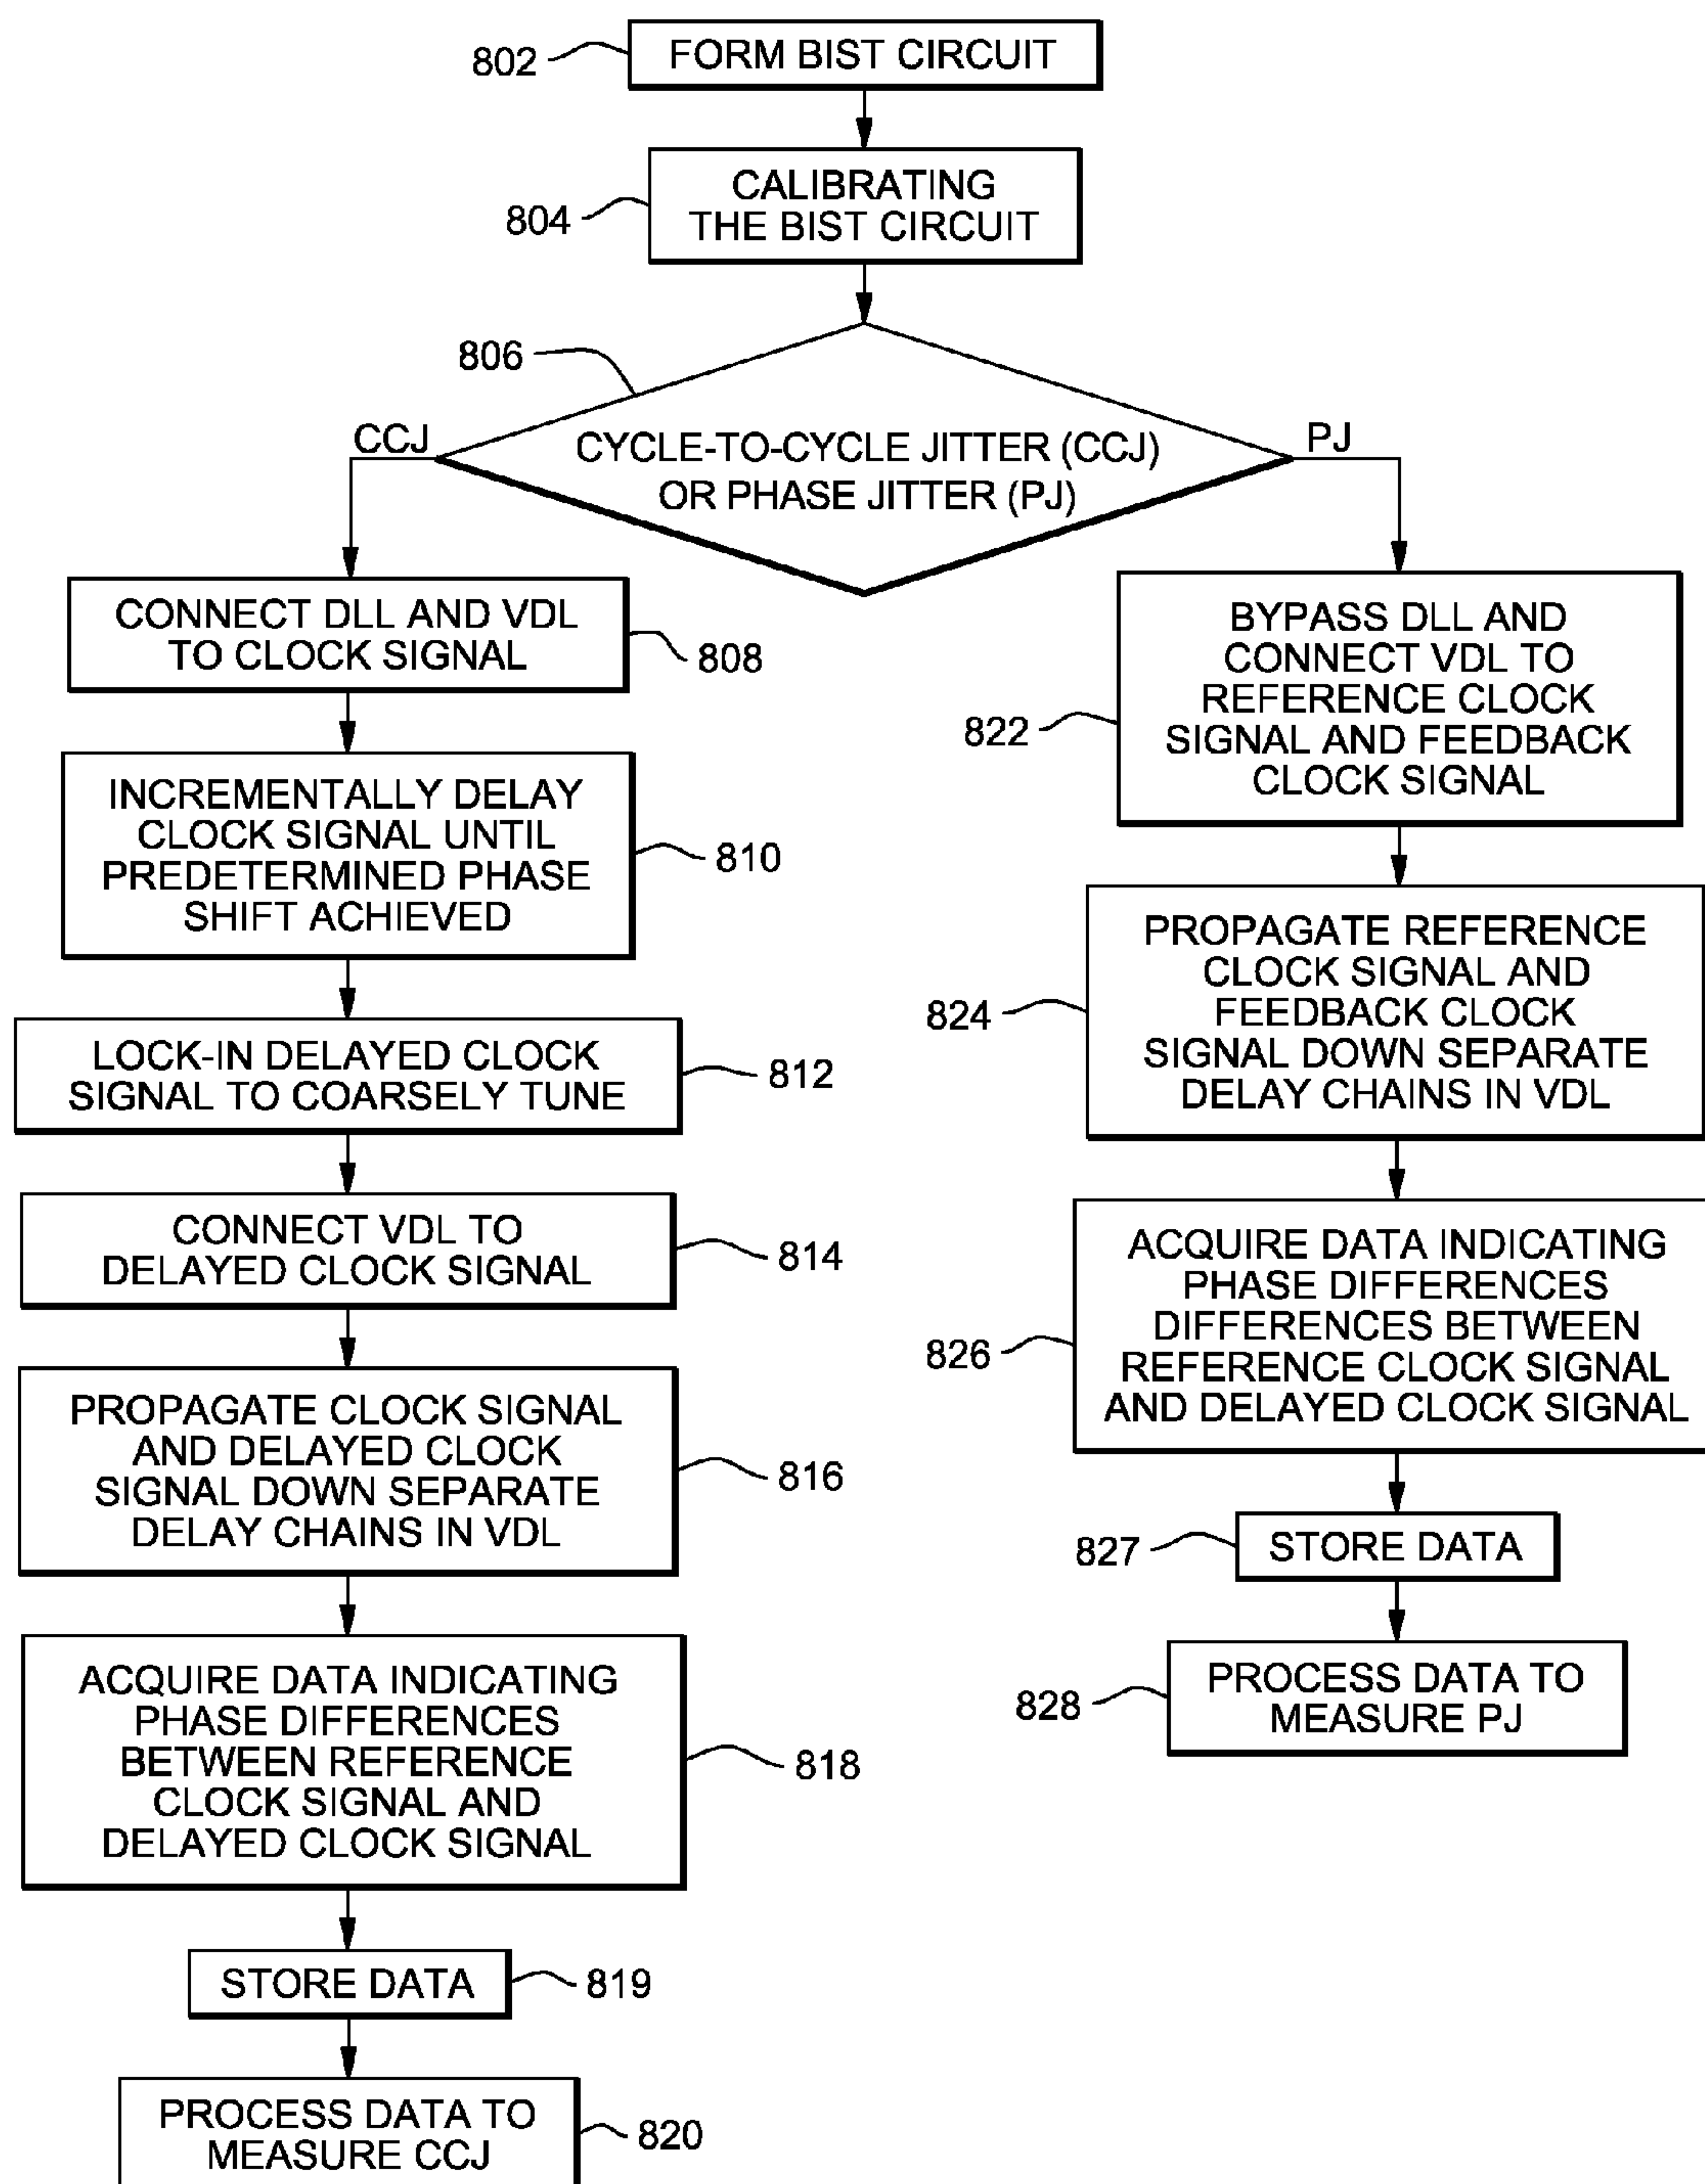 802
FORM BIST CIRCUIT
804
CALIBRATING
THE BIST CIRCUIT
806
CYCLE-TO-CYCLE JITTER (CCJ)
OR PHASE JITTER (PJ)
CCJ
PJ
CONNECT DLL AND VDL
TO CLOCK SIGNAL
808
INCREMENTALLY DELAY
CLOCK SIGNAL UNTIL
PREDETERMINED PHASE
SHIFT ACHIEVED
810
LOCK-IN DELAYED CLOCK
SIGNAL TO COARSELY TUNE
812
CONNECT VDL TO
DELAYED CLOCK SIGNAL
814
PROPAGATE CLOCK SIGNAL
AND DELAYED CLOCK
SIGNAL DOWN SEPARATE
DELAY CHAINS IN VDL
816
ACQUIRE DATA INDICATING
PHASE DIFFERENCES
BETWEEN REFERENCE
CLOCK SIGNAL AND
DELAYED CLOCK SIGNAL
818
STORE DATA
819
PROCESS DATA TO
MEASURE CCJ
820
BYPASS DLL AND
CONNECT VDL TO
REFERENCE CLOCK
SIGNAL AND FEEDBACK
CLOCK SIGNAL
822
PROPAGATE REFERENCE
CLOCK SIGNAL AND
FEEDBACK CLOCK
SIGNAL DOWN SEPARATE
DELAY CHAINS IN VDL
824
ACQUIRE DATA INDICATING
PHASE DIFFERENCES
DIFFERENCES BETWEEN
REFERENCE CLOCK SIGNAL
AND DELAYED CLOCK SIGNAL
826
STORE DATA
827
PROCESS DATA TO
MEASURE PJ
828